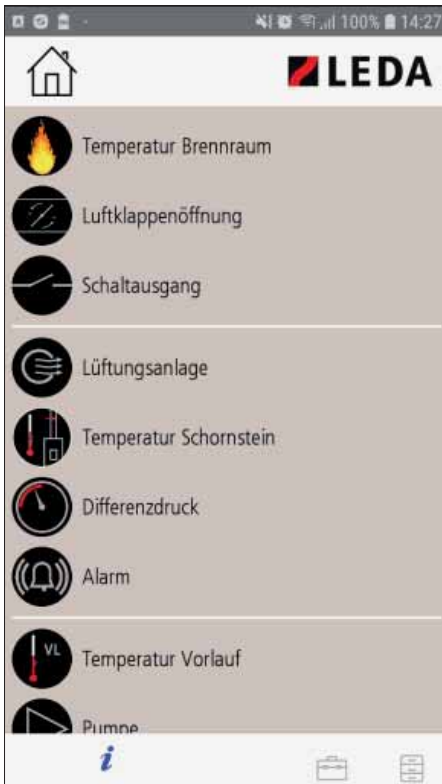 100% 14:27
LEDA
Temperatur Brennraum
Luftklappenöffnung
Schaltausgang
Lüftungsanlage
Temperatur Schornstein
Differenzdruck
Alarm
VL
Temperatur Vorlauf
Pumpe
i